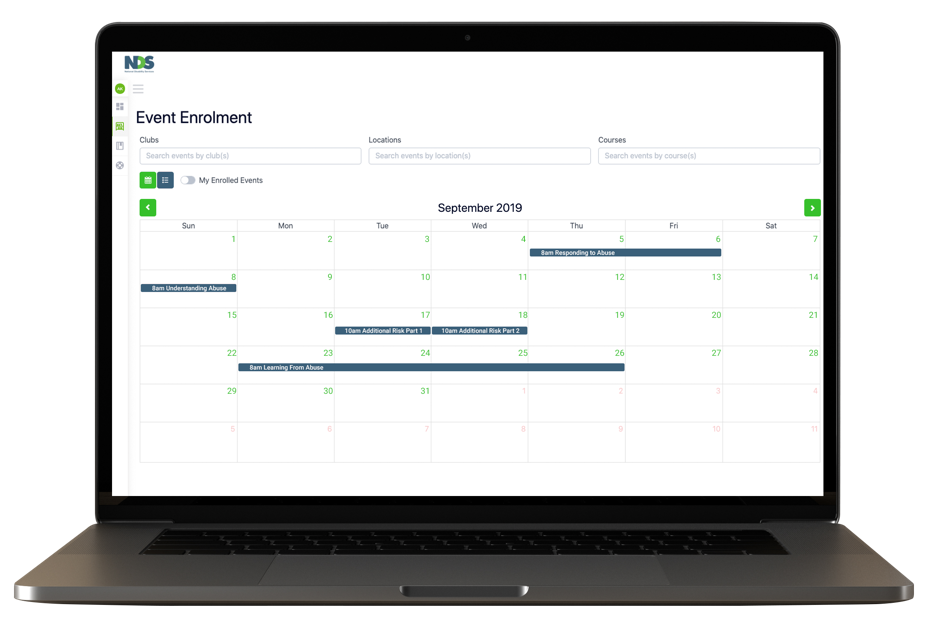 NDS
National Disability Services
AK
Event Enrolment
Clubs Locations Courses
Search events by club(s) Search events by location(s) Search events by course(s)
My Enrolled Events
September 2019
Sun Mon Tue Wed Thu Fri Sat
1 2 3 4 5 6 7
8am Responding to Abuse
8 9 10 11 12 13 14
8am Understanding Abuse
15 16 17 18 19 20 21
10am Additional Risk Part 1 10am Additional Risk Part 2
22 23 24 25 26 27 28
8am Learning From Abuse
29 30 31 1 2 3 4
5 6 7 8 9 10 11